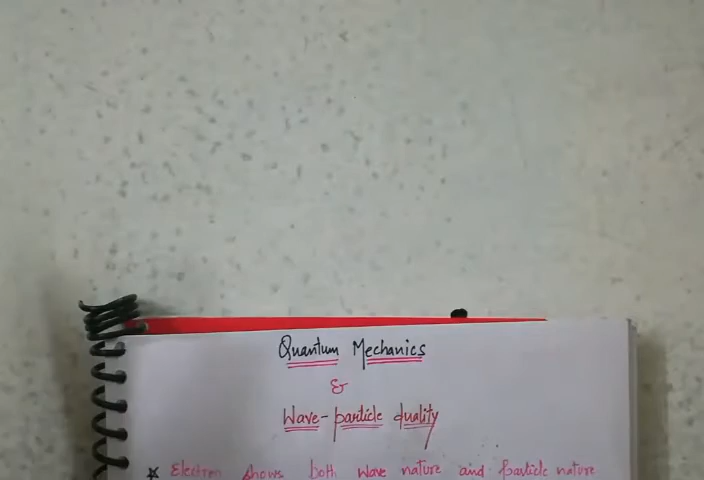 Quantum Mechanics
&
Wave-particle duality
★ Electron shows both wave nature and particle nature